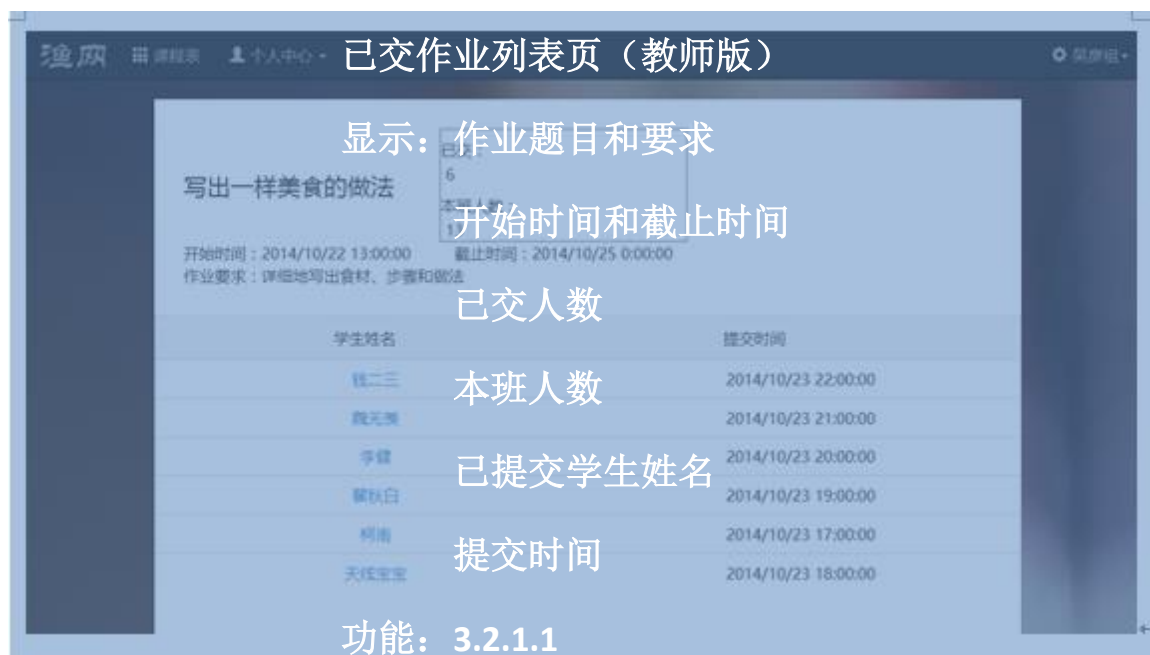 渔网 课程表 个人中心 已交作业列表页（教师版）
显示：作业题目和要求
已交：
6
写出一样美食的做法
本班人数：
开始时间和截止时间
开始时间：2014/10/22 13:00:00 截止时间：2014/10/25 0:00:00
作业要求：详细地写出食材、步骤和做法
已交人数
学生姓名 提交时间
钱二三 2014/10/23 22:00:00
本班人数
2014/10/23 21:00:00
李健 2014/10/23 20:00:00
已提交学生姓名
瞿秋白 2014/10/23 19:00:00
柯南 2014/10/23 17:00:00
提交时间
天线宝宝 2014/10/23 18:00:00
功能：3.2.1.1